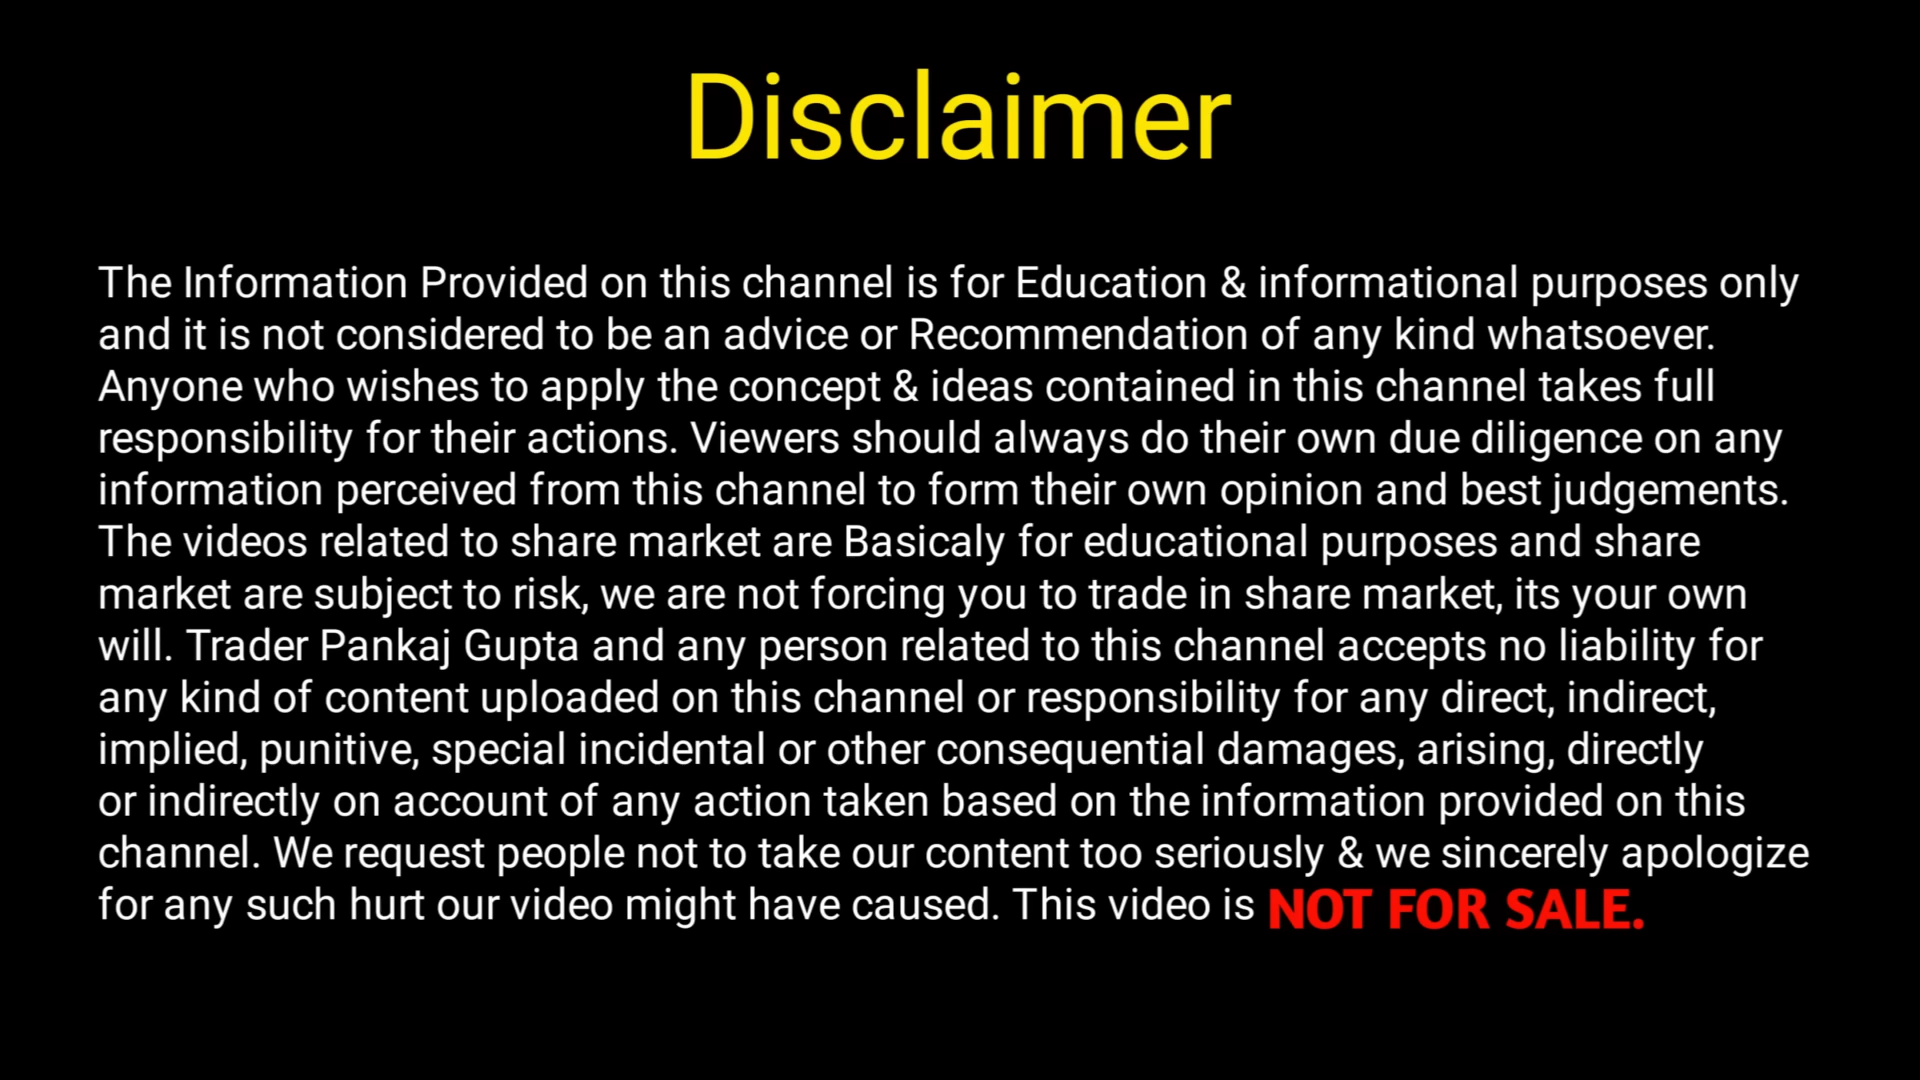 Disclaimer
The Information Provided on this channel is for Education & informational purposes only
and it is not considered to be an advice or Recommendation of any kind whatsoever.
Anyone who wishes to apply the concept & ideas contained in this channel takes full
responsibility for their actions. Viewers should always do their own due diligence on any
information perceived from this channel to form their own opinion and best judgements.
The videos related to share market are Basicaly for educational purposes and share
market are subject to risk, we are not forcing you to trade in share market, its your own
will. Trader Pankaj Gupta and any person related to this channel accepts no liability for
any kind of content uploaded on this channel or responsibility for any direct, indirect,
implied, punitive, special incidental or other consequential damages, arising, directly
or indirectly on account of any action taken based on the information provided on this
channel. We request people not to take our content too seriously & we sincerely apologize
for any such hurt our video might have caused. This video is NOT FOR SALE.